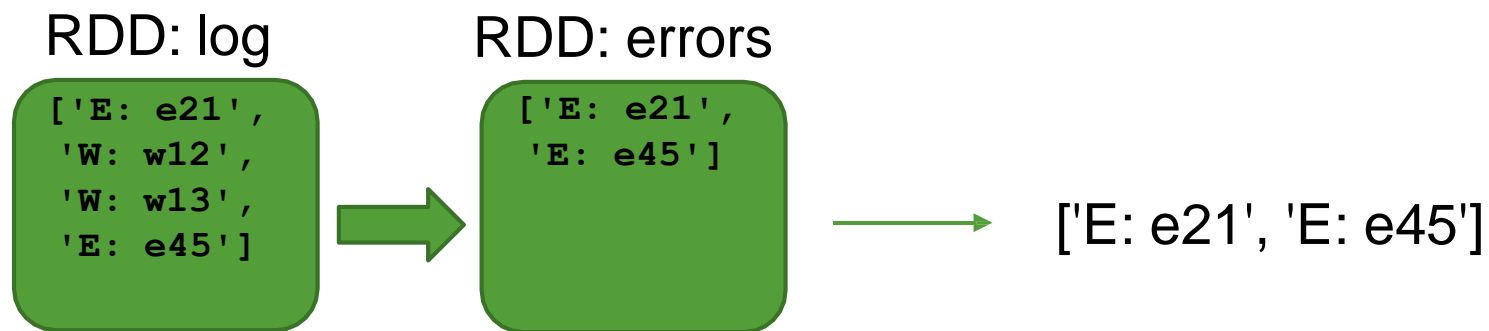 RDD: log
['E: e21',
'W: w12',
'W: w13',
'E: e45']
RDD: errors
['E: e21',
'E: e45']
['E: e21', 'E: e45']